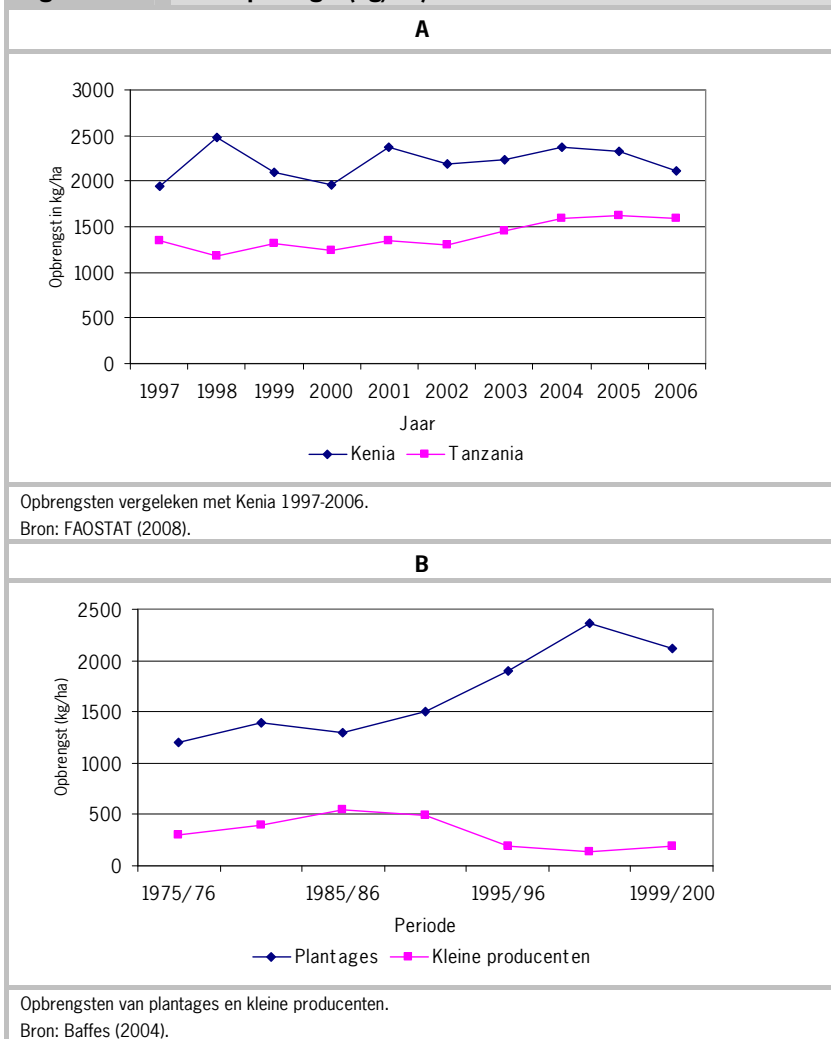 A
3000
2500
2000
1500
1000
500
0
Opbrengst in kg/ha
1997 1998 1999 2000 2001 2002 2003 2004 2005 2006
Jaar
Kenia Tanzania
Opbrengsten vergeleken met Kenia 1997-2006.
Bron: FAOSTAT (2008).
B
2500
2000
1500
1000
500
0
Opbrengst (kg/ha)
1975/76 1985/86 1995/96 1999/200
Periode
Plantages Kleine producenten
Opbrengsten van plantages en kleine producenten.
Bron: Baffes (2004).